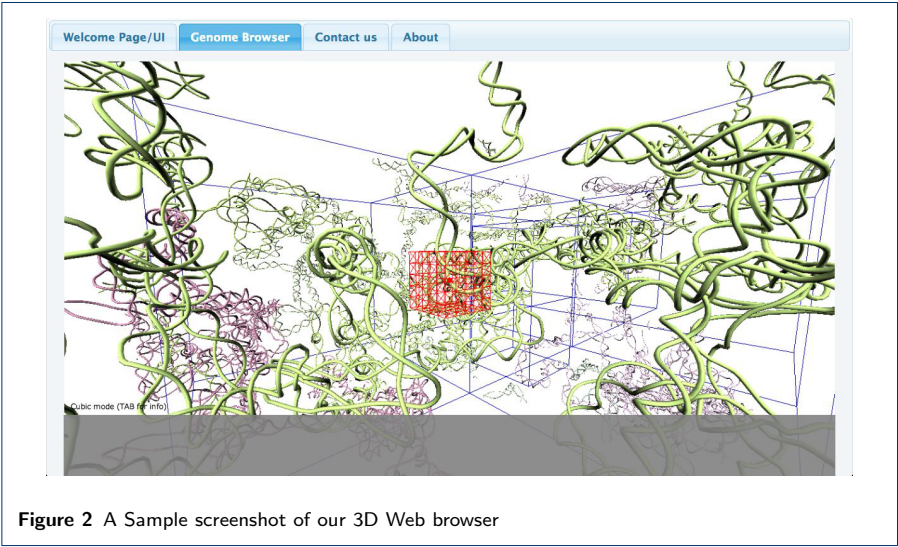 Welcome Page/UI Genome Browser Contact us About
Cubic mode (TAB for info)
Figure 2 A Sample screenshot of our 3D Web browser